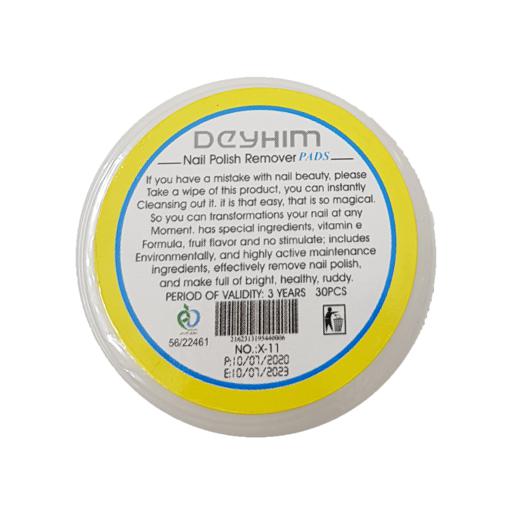 DEYHIM
Nail Polish Remover PADS
If you have a mistake with nail beauty, please
Take a wipe of this product, you can instantly
Cleansing out it. it is that easy, that is so magical.
So you can transformations your nail at any
Moment. has special ingredients, vitamin e
Formula, fruit flavor and no stimulate; includes
Environmentally, and highly active maintenance
ingredients, effectively remove nail polish,
and make full of bright, healthy, ruddy.
PERIOD OF VALIDITY: 3 YEARS 30PCS
56/22461
2162313195440006
NO.:X-11
P:10/07/2020
E:10/07/2023